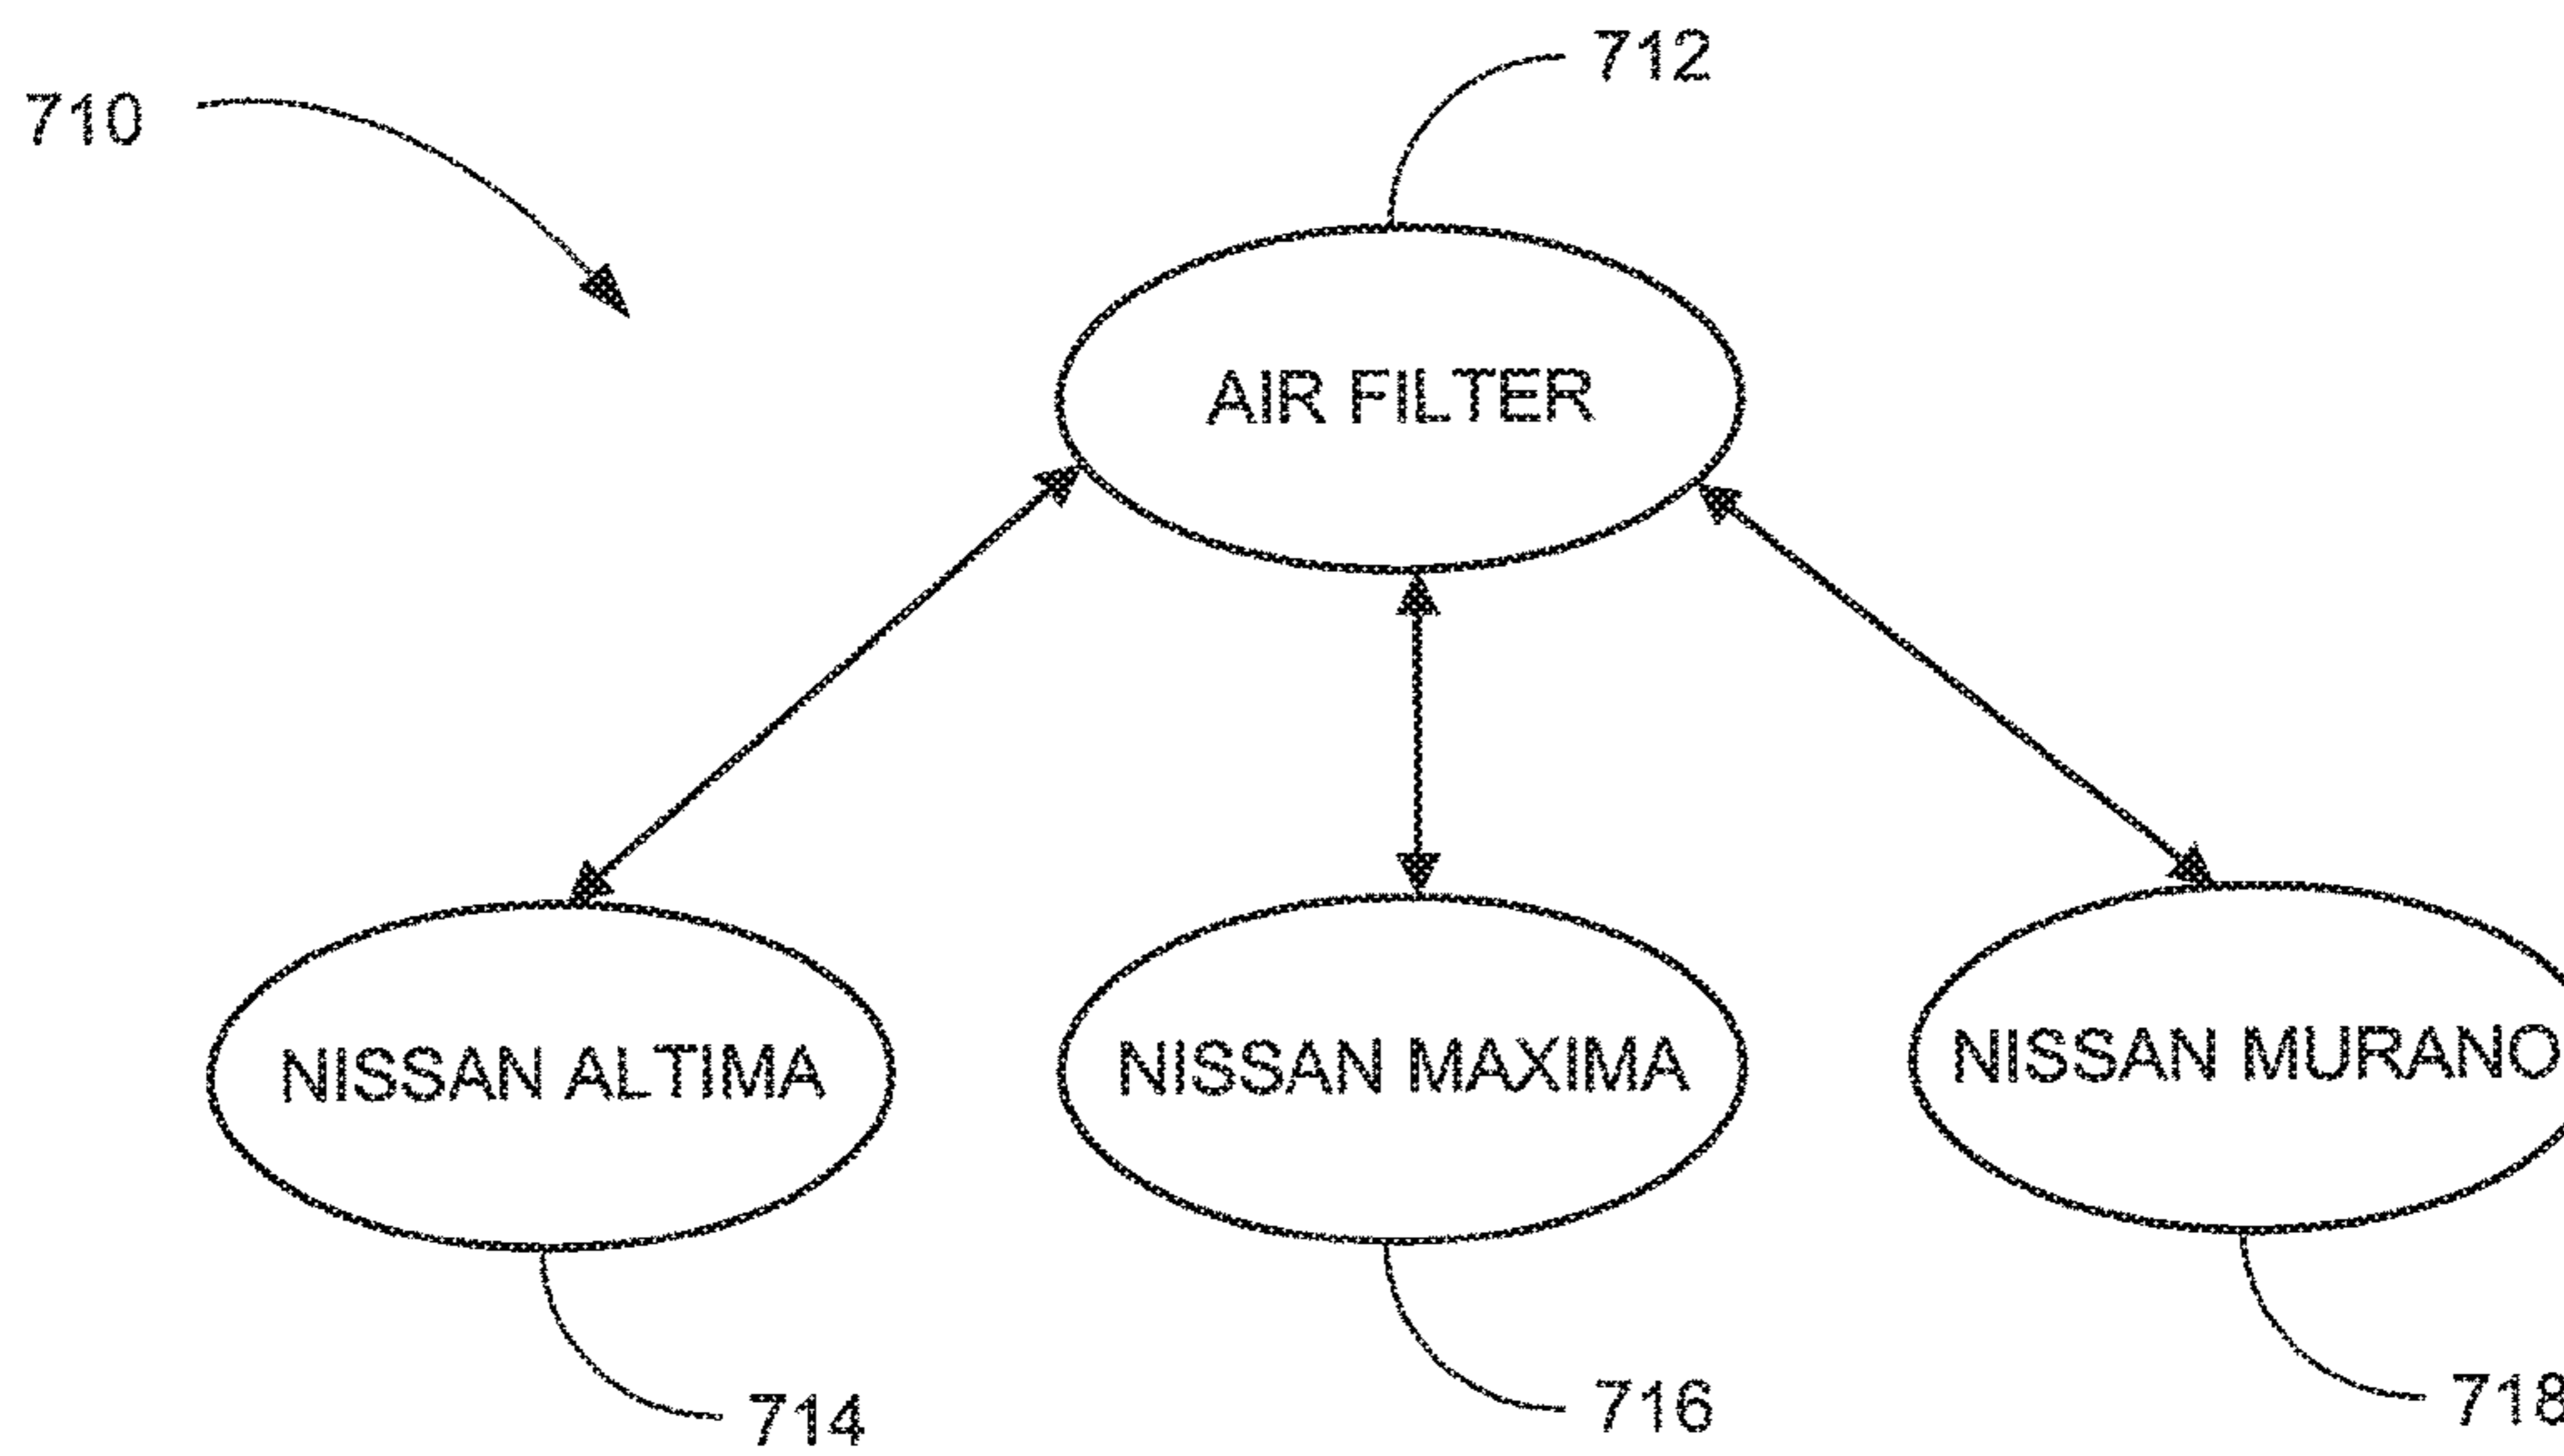 712
710
AIR FILTER
NISSAN ALTIMA
NISSAN MAXIMA
NISSAN MURANO
714
716
718